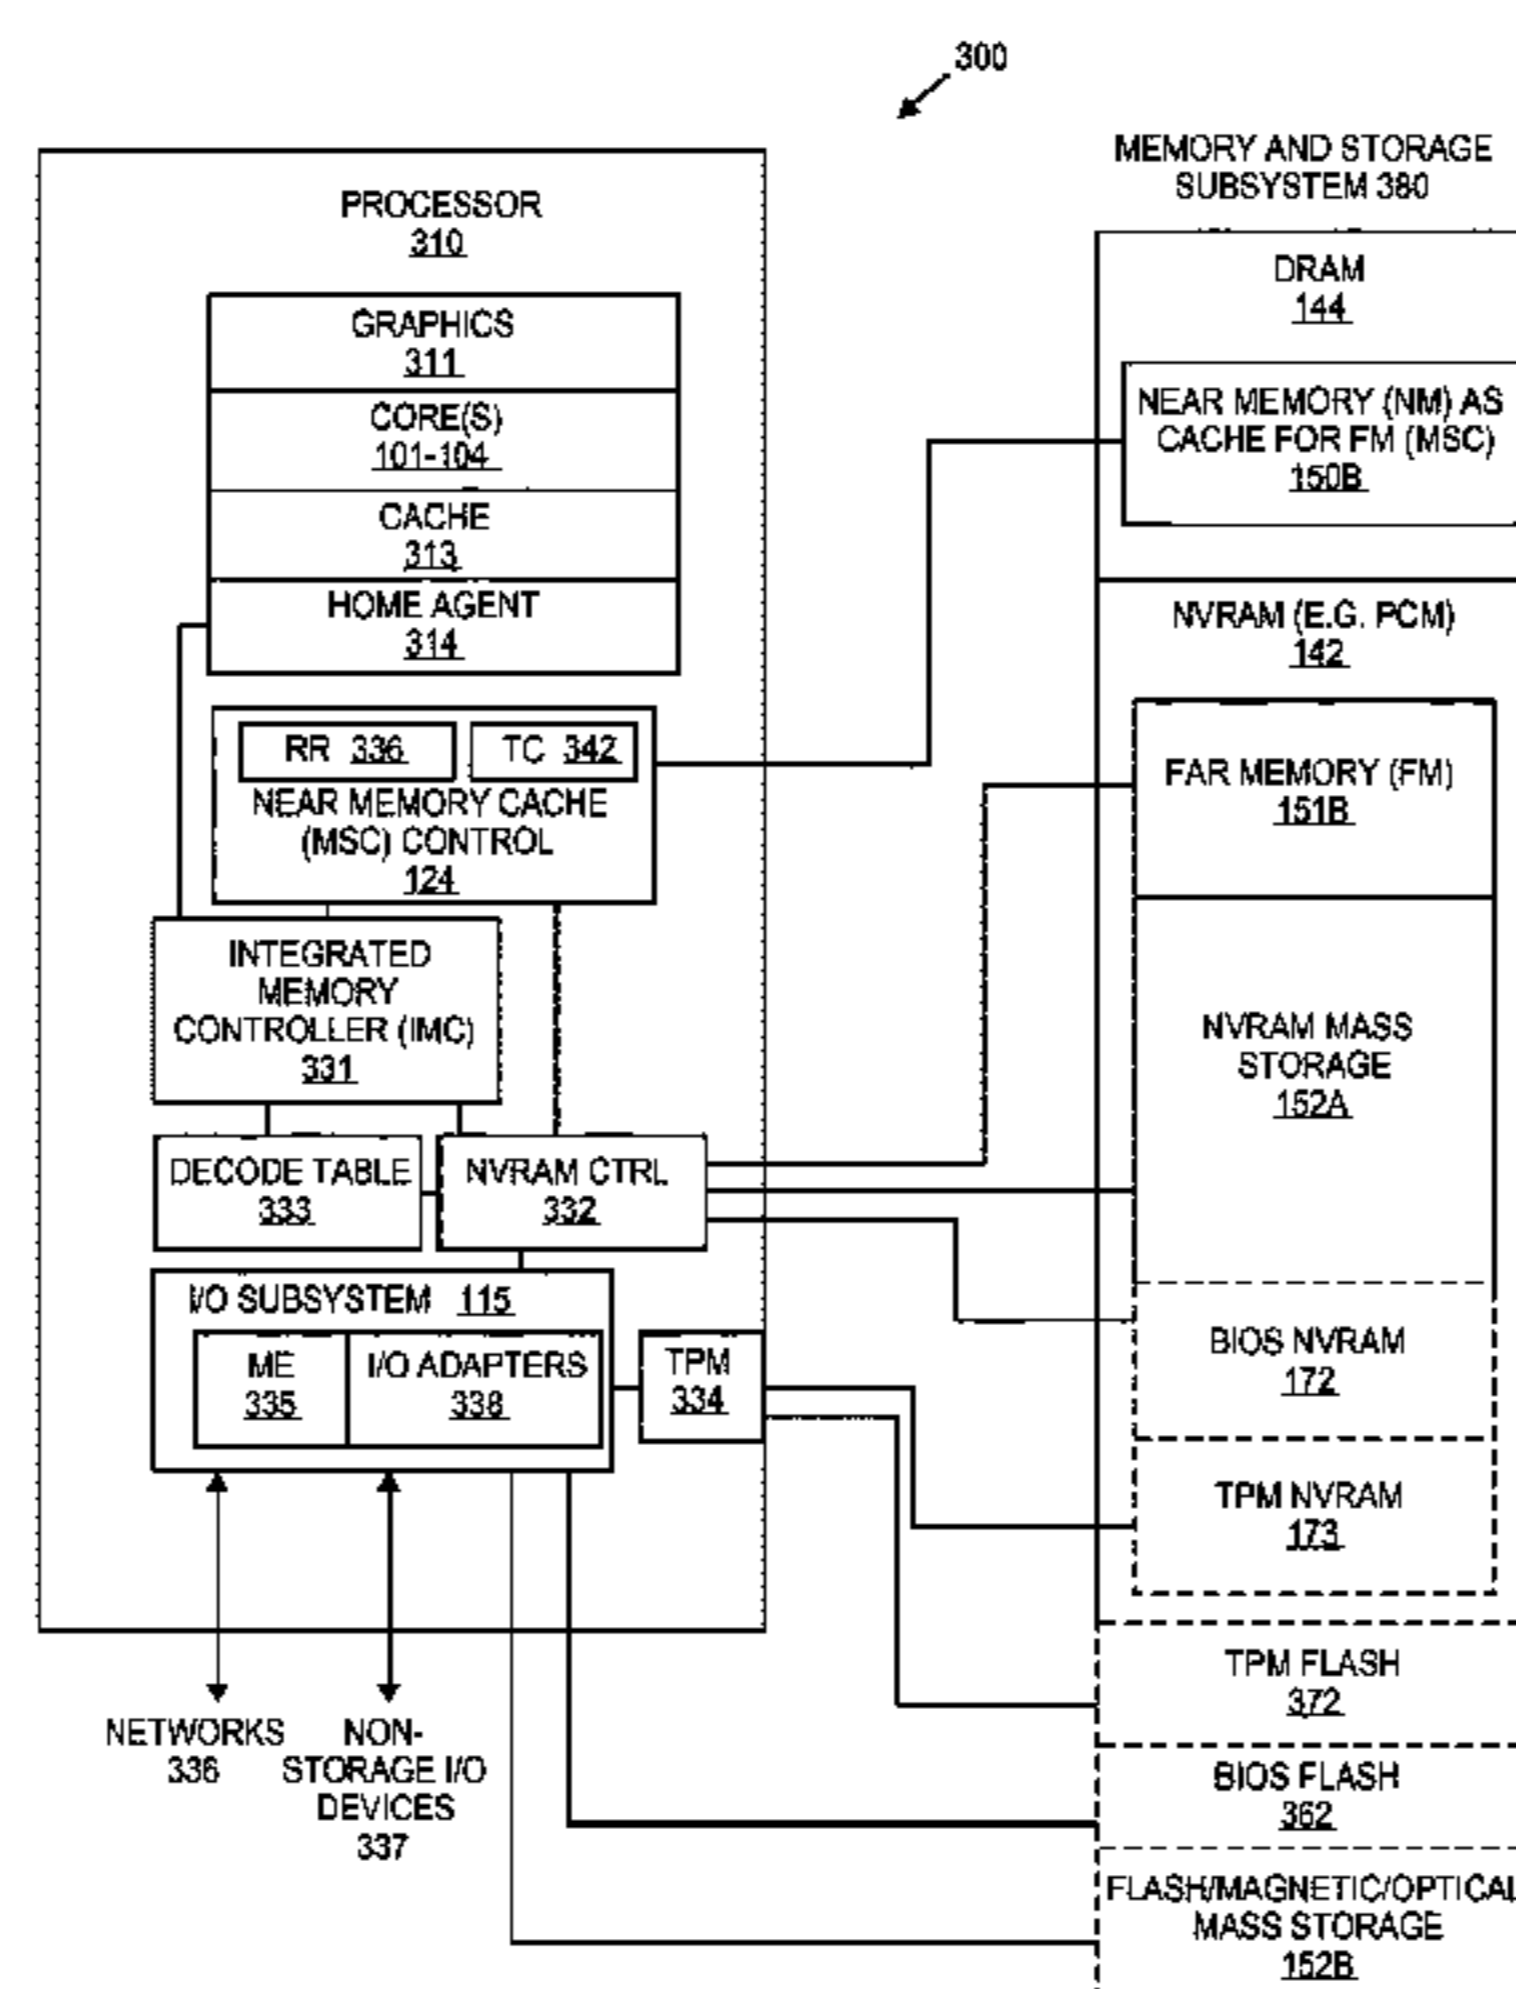 300
PROCESSOR
310
GRAPHICS
311
CORE(S)
101-104
CACHE
313
HOME AGENT
314
RR 336
TC 342
NEAR MEMORY CACHE
(MSC) CONTROL
124
INTEGRATED
MEMORY
CONTROLLER (IMC)
331
DECODE TABLE
333
NVRAM CTRL
332
I/O SUBSYSTEM 115
ME
335
I/O ADAPTERS
338
TPM
334
NETWORKS
336
NON-
STORAGE I/O
DEVICES
337
MEMORY AND STORAGE
SUBSYSTEM 380
DRAM
144
NEAR MEMORY (NM) AS
CACHE FOR FM (MSC)
150B
NVRAM (E.G. PCM)
142
FAR MEMORY (FM)
151B
NVRAM MASS
STORAGE
152A
BIOS NVRAM
172
TPM NVRAM
173
TPM FLASH
372
BIOS FLASH
362
FLASH/MAGNETIC/OPTICAL
MASS STORAGE
152B